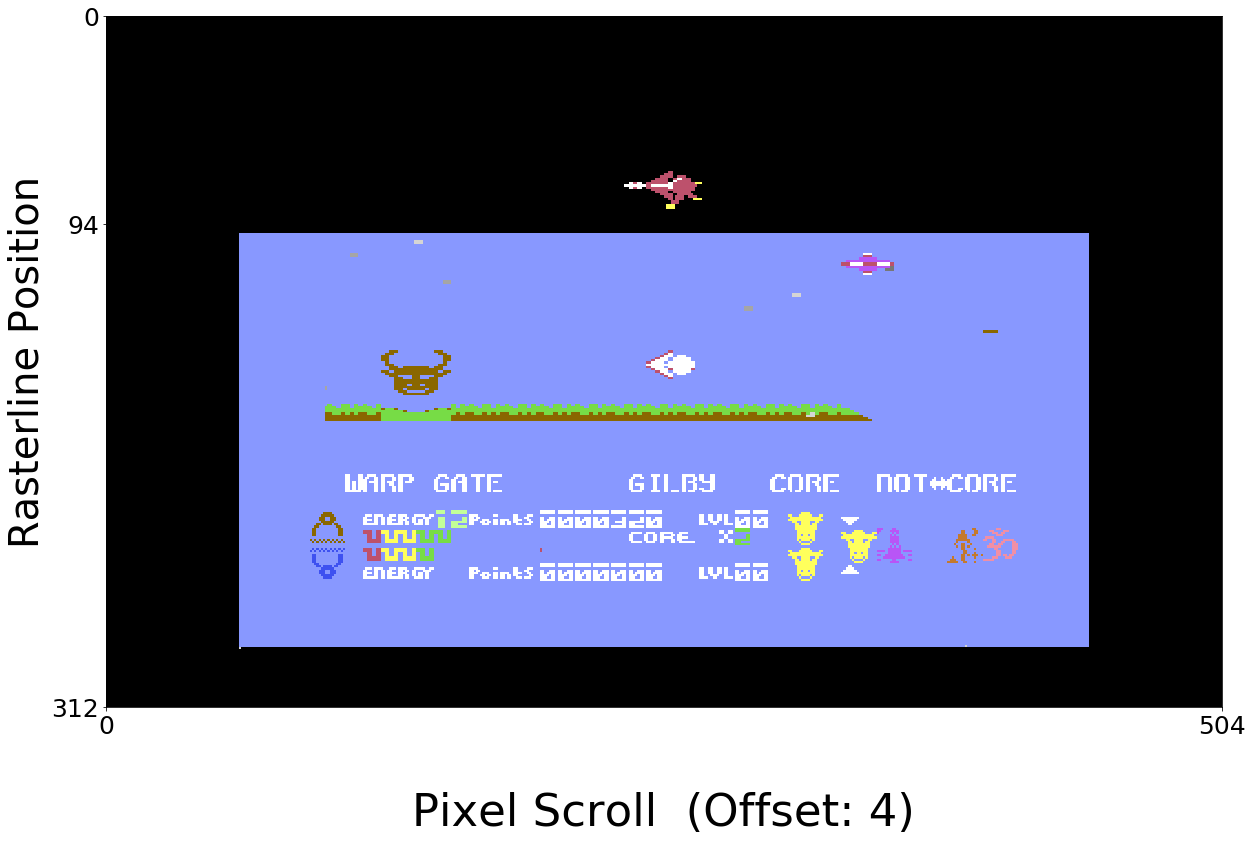 0
Rasterline Position
94
WARP GATE GILBY CORE NOT↔CORE
ENERGY Points 0000320 LVL00
CORE X2
ENERGY Points 0000000 LVL00
312
0 504
Pixel Scroll (Offset: 4)